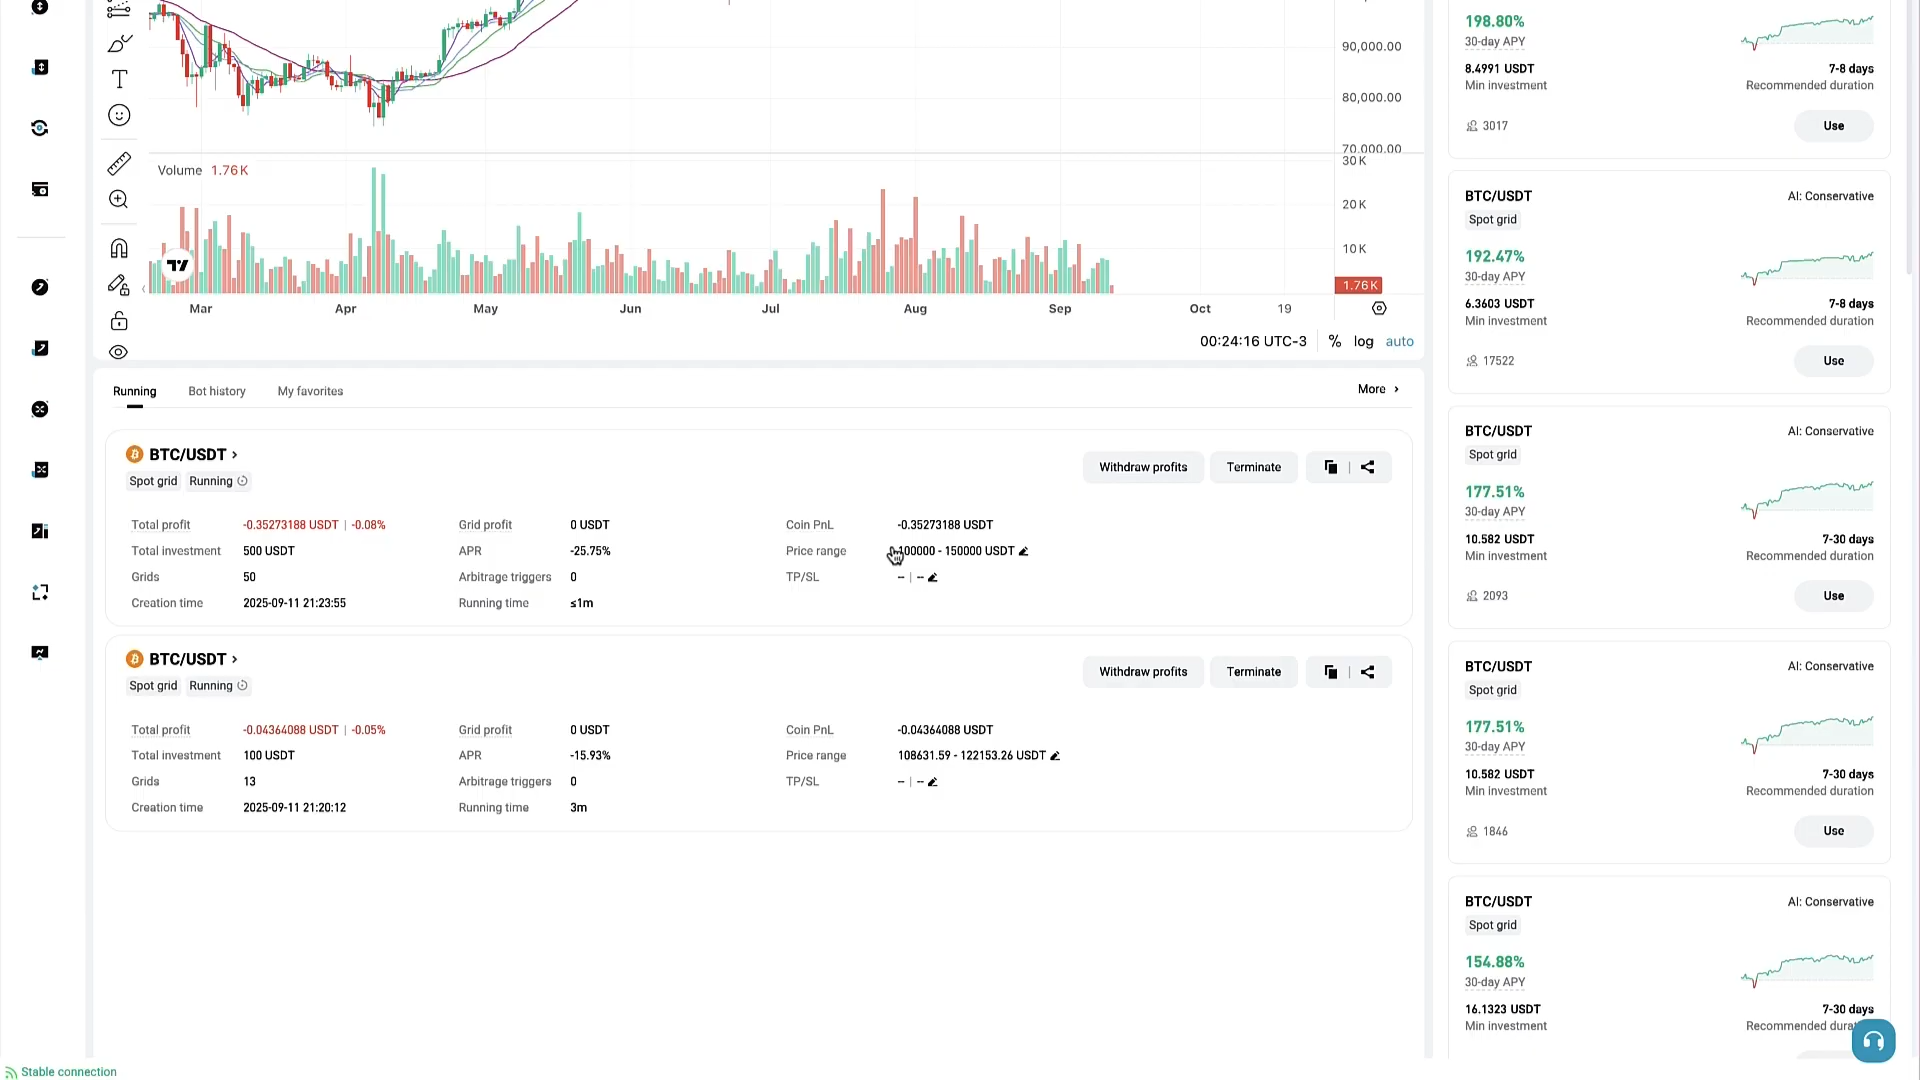 90,000.00
80,000.00
70,000.00
Volume 1.76K
30K
20K
10K
1.76K
Mar Apr May Jun Jul Aug Sep Oct 19
00:24:16 UTC-3 % log auto
Running Bot history My favorites More
BTC/USDT
Spot grid Running
Withdraw profits Terminate
Total profit -0.35273188 USDT | -0.08% Grid profit 0 USDT Coin PnL -0.35273188 USDT
Total investment 500 USDT APR -25.75% Price range 100000 - 150000 USDT
Grids 50 Arbitrage triggers 0 TP/SL -- | --
Creation time 2025-09-11 21:23:55 Running time ≤1m
BTC/USDT
Spot grid Running
Withdraw profits Terminate
Total profit -0.04364088 USDT | -0.05% Grid profit 0 USDT Coin PnL -0.04364088 USDT
Total investment 100 USDT APR -15.93% Price range 108631.59 - 122153.26 USDT
Grids 13 Arbitrage triggers 0 TP/SL -- | --
Creation time 2025-09-11 21:20:12 Running time 3m
198.80%
30-day APY
8.4991 USDT 7-8 days
Min investment Recommended duration
3017 Use
BTC/USDT AI: Conservative
Spot grid
192.47%
30-day APY
6.3603 USDT 7-8 days
Min investment Recommended duration
17522 Use
BTC/USDT AI: Conservative
Spot grid
177.51%
30-day APY
10.582 USDT 7-30 days
Min investment Recommended duration
2093 Use
BTC/USDT AI: Conservative
Spot grid
177.51%
30-day APY
10.582 USDT 7-30 days
Min investment Recommended duration
1846 Use
BTC/USDT AI: Conservative
Spot grid
154.88%
30-day APY
16.1323 USDT 7-30 days
Min investment Recommended
Stable connection